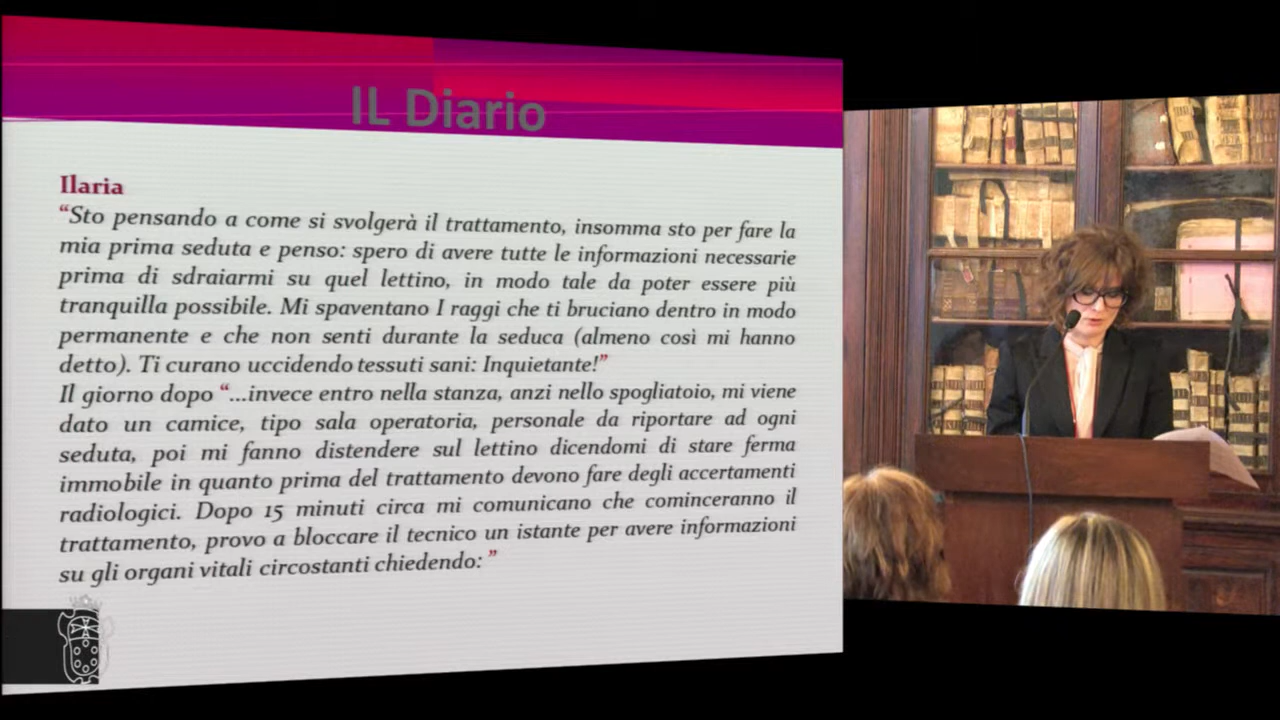 IL Diario
Ilaria
“Sto pensando a come si svolgerà il trattamento, insomma sto per fare la
mia prima seduta e penso: spero di avere tutte le informazioni necessarie
prima di sdraiarmi su quel lettino, in modo tale da poter essere più
tranquilla possibile. Mi spaventano I raggi che ti bruciano dentro in modo
permanente e che non senti durante la seduca (almeno così mi hanno
detto). Ti curano uccidendo tessuti sani: Inquietante!”
Il giorno dopo “...invece entro nella stanza, anzi nello spogliatoio, mi viene
dato un camice, tipo sala operatoria, personale da riportare ad ogni
seduta, poi mi fanno distendere sul lettino dicendomi di stare ferma
immobile in quanto prima del trattamento devono fare degli accertamenti
radiologici. Dopo 15 minuti circa mi comunicano che cominceranno il
trattamento, provo a bloccare il tecnico un istante per avere informazioni
su gli organi vitali circostanti chiedendo: ”